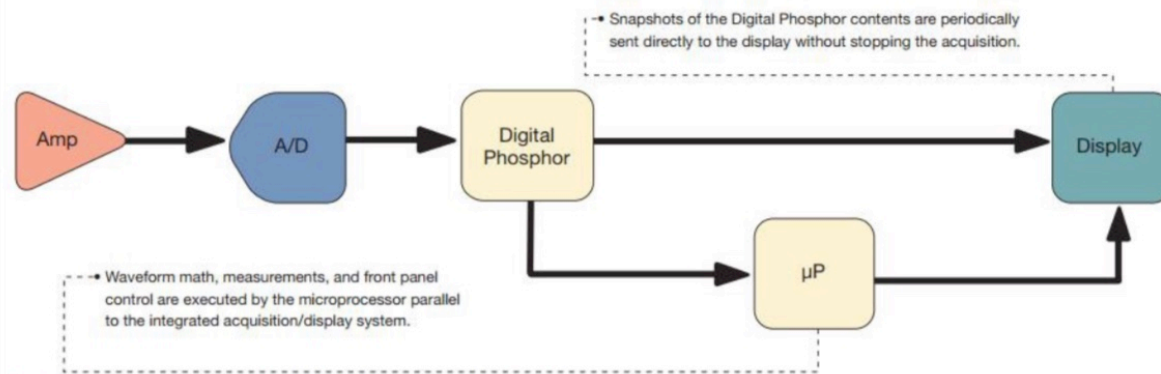 Snapshots of the Digital Phosphor contents are periodically
sent directly to the display without stopping the acquisition.
Amp
A/D
Digital
Phosphor
Display
Waveform math, measurements, and front panel
control are executed by the microprocessor parallel
to the integrated acquisition/display system.
µP